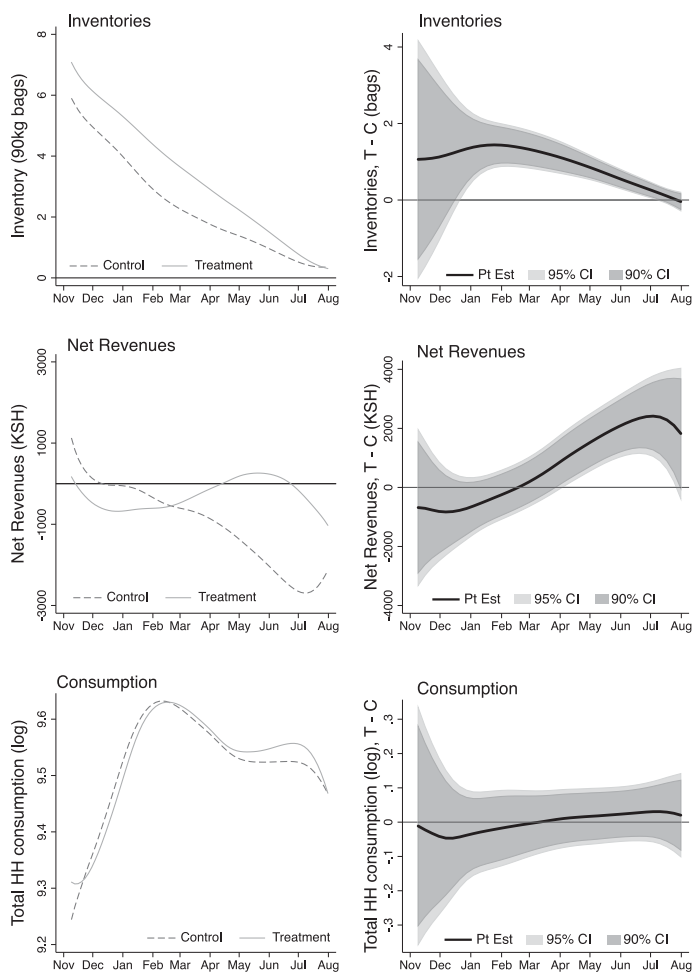 Inventories
Inventory (90kg bags)
8
6
4
2
0
Control
Treatment
Nov Dec Jan Feb Mar Apr May Jun Jul Aug
Inventories
Inventories, T - C (bags)
4
2
0
-2
Pt Est
95% CI
90% CI
Nov Dec Jan Feb Mar Apr May Jun Jul Aug
Net Revenues
Net Revenues (KSH)
3000
1000
-1000
-3000
Control
Treatment
Nov Dec Jan Feb Mar Apr May Jun Jul Aug
Net Revenues
Net Revenues, T - C (KSH)
4000
2000
0
-2000
-4000
Pt Est
95% CI
90% CI
Nov Dec Jan Feb Mar Apr May Jun Jul Aug
Consumption
Total HH consumption (log)
9.6
9.5
9.4
9.3
9.2
Control
Treatment
Nov Dec Jan Feb Mar Apr May Jun Jul Aug
Consumption
Total HH consumption (log), T - C
.3
.2
.1
0
-.1
-.2
-.3
Pt Est
95% CI
90% CI
Nov Dec Jan Feb Mar Apr May Jun Jul Aug